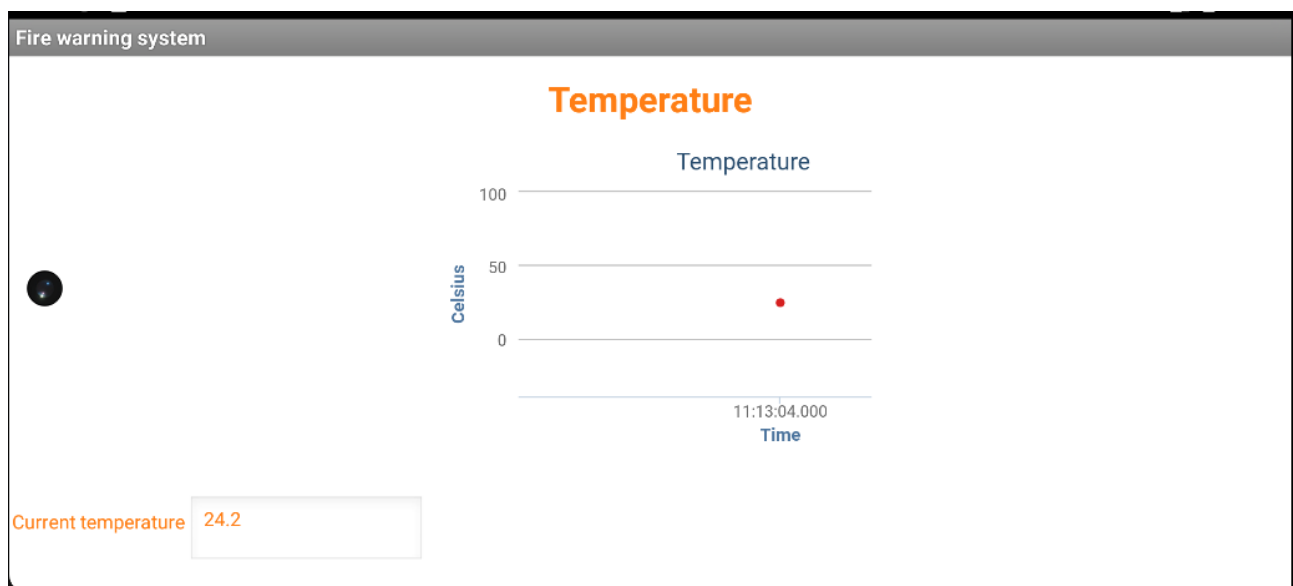 Fire warning system
Temperature
Temperature
100
50
0
Celsius
11:13:04.000
Time
Current temperature 24.2